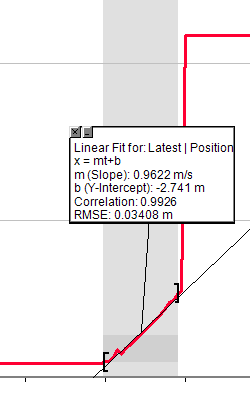 Linear Fit for: Latest | Position
x = mt+b
m (Slope): 0.9622 m/s
b (Y-Intercept): -2.741 m
Correlation: 0.9926
RMSE: 0.03408 m